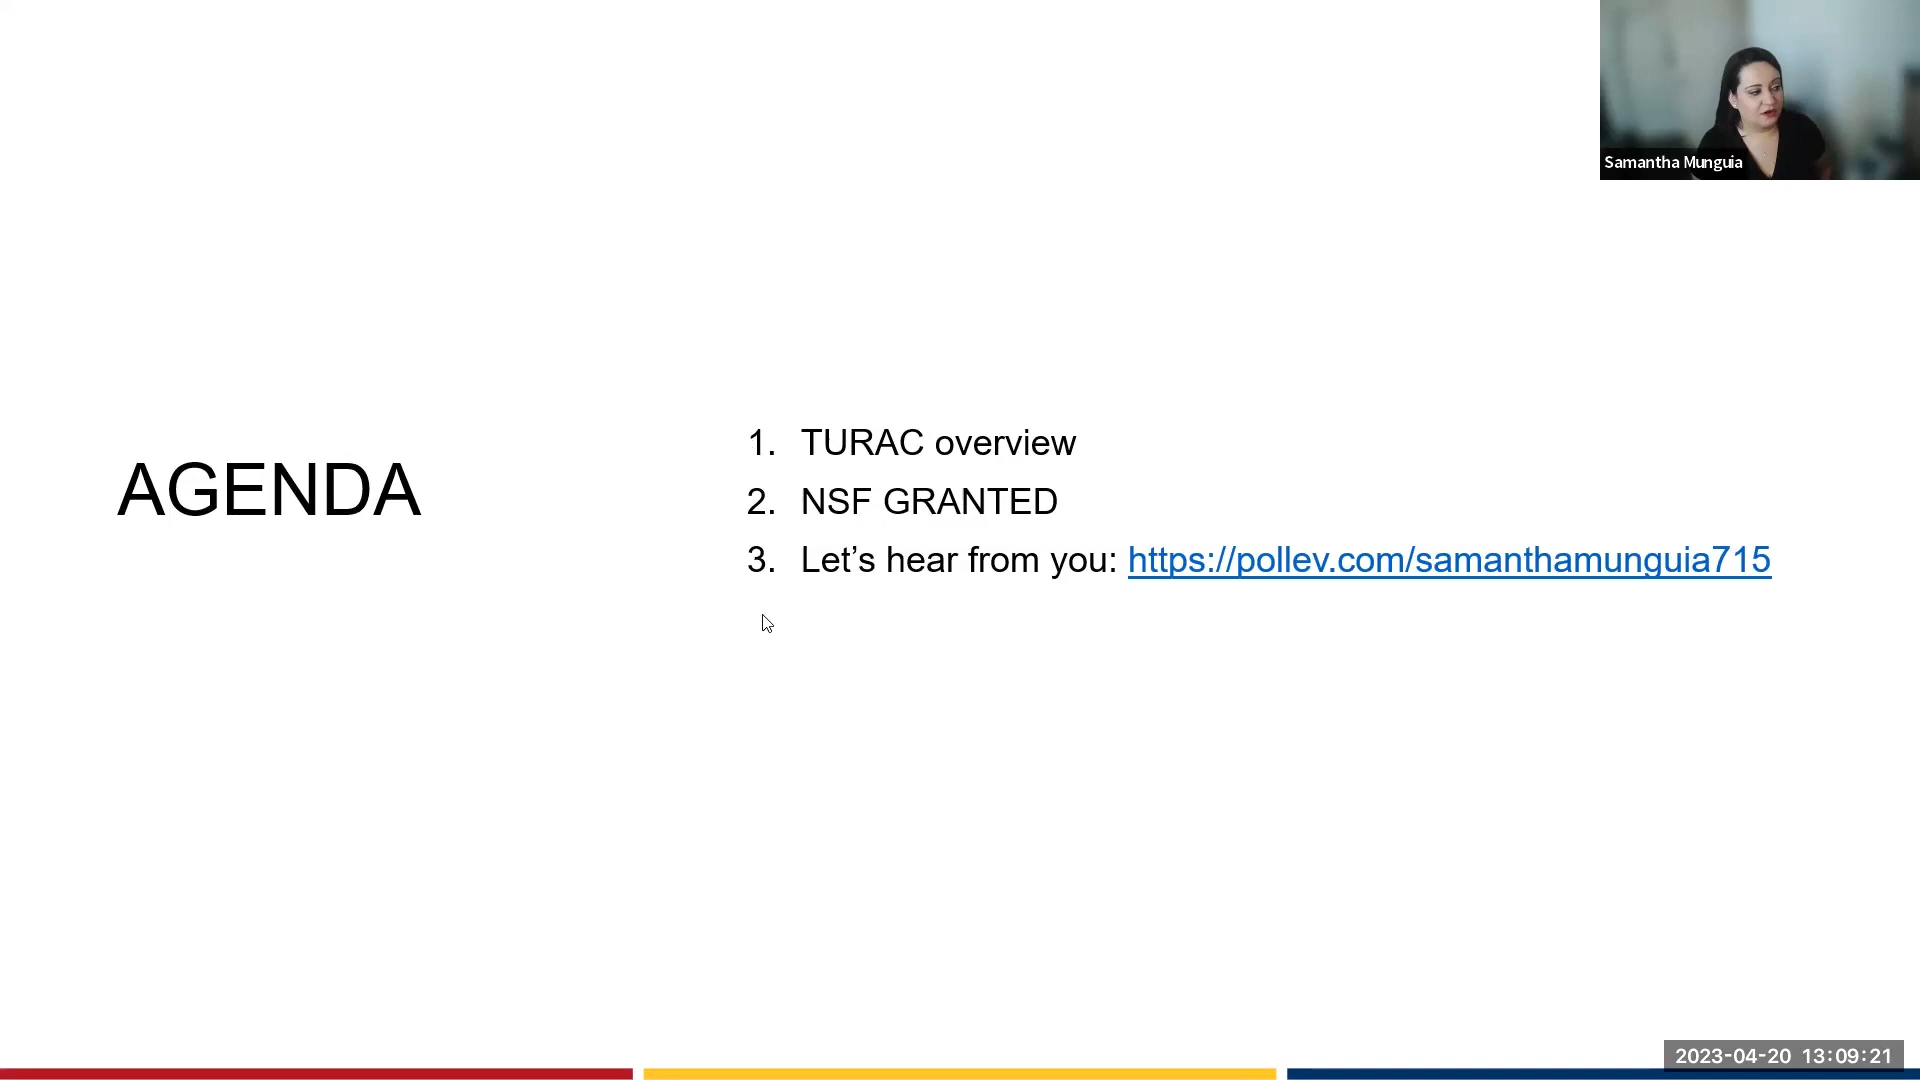 Samantha Munguia
AGENDA
1. TURAC overview
2. NSF GRANTED
3. Let’s hear from you: https://pollev.com/samanthamunguia715
2023-04-20 13:09:21